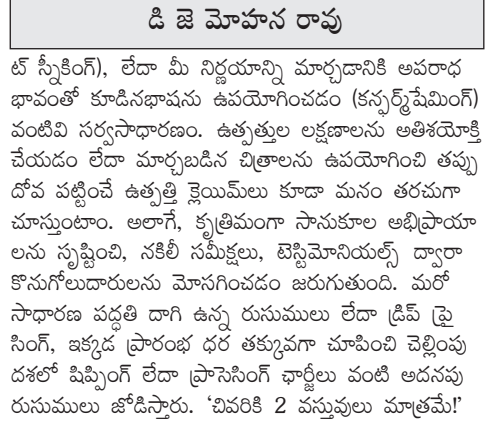 డి జె మోహన రావు
ట్ స్నీకింగ్), లేదా మీ నిర్ణయాన్ని మార్చడానికి అపరాధ
భావంతో కూడినభాషను ఉపయోగించడం (కన్ఫర్మ్‌షేమింగ్)
వంటివి సర్వసాధారణం. ఉత్పత్తుల లక్షణాలను అతిశయోక్తి
చేయడం లేదా మార్చబడిన చిత్రాలను ఉపయోగించి తప్పు
దోవ పట్టించే ఉత్పత్తి క్లెయిమ్‌లు కూడా మనం తరచుగా
చూస్తుంటాం. అలాగే, కృత్రిమంగా సానుకూల అభిప్రాయా
లను సృష్టించి, నకిలీ సమీక్షలు, టెస్టిమోనియల్స్ ద్వారా
కొనుగోలుదారులను మోసగించడం జరుగుతుంది. మరో
సాధారణ పద్ధతి దాగి ఉన్న రుసుములు లేదా డ్రిప్ ప్రై
సింగ్, ఇక్కడ ప్రారంభ ధర తక్కువగా చూపించి చెల్లింపు
దశలో షిప్పింగ్ లేదా ప్రాసెసింగ్ ఛార్జీలు వంటి అదనపు
రుసుములు జోడిస్తారు. ‘చివరికి 2 వస్తువులు మాత్రమే!’